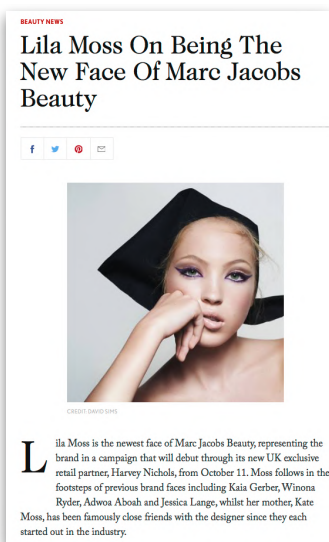 BEAUTY NEWS
Lila Moss On Being The
New Face Of Marc Jacobs
Beauty
CREDIT DAVID SIMS
Lila Moss is the newest face of Marc Jacobs Beauty, representing the
brand in a campaign that will debut through its new UK exclusive
retail partner, Harvey Nichols, from October 11. Moss follows in the
footsteps of previous brand faces including Kaia Gerber, Winona
Ryder, Adwoa Aboah and Jessica Lange, whilst her mother, Kate
Moss, has been famously close friends with the designer since they each
started out in the industry.